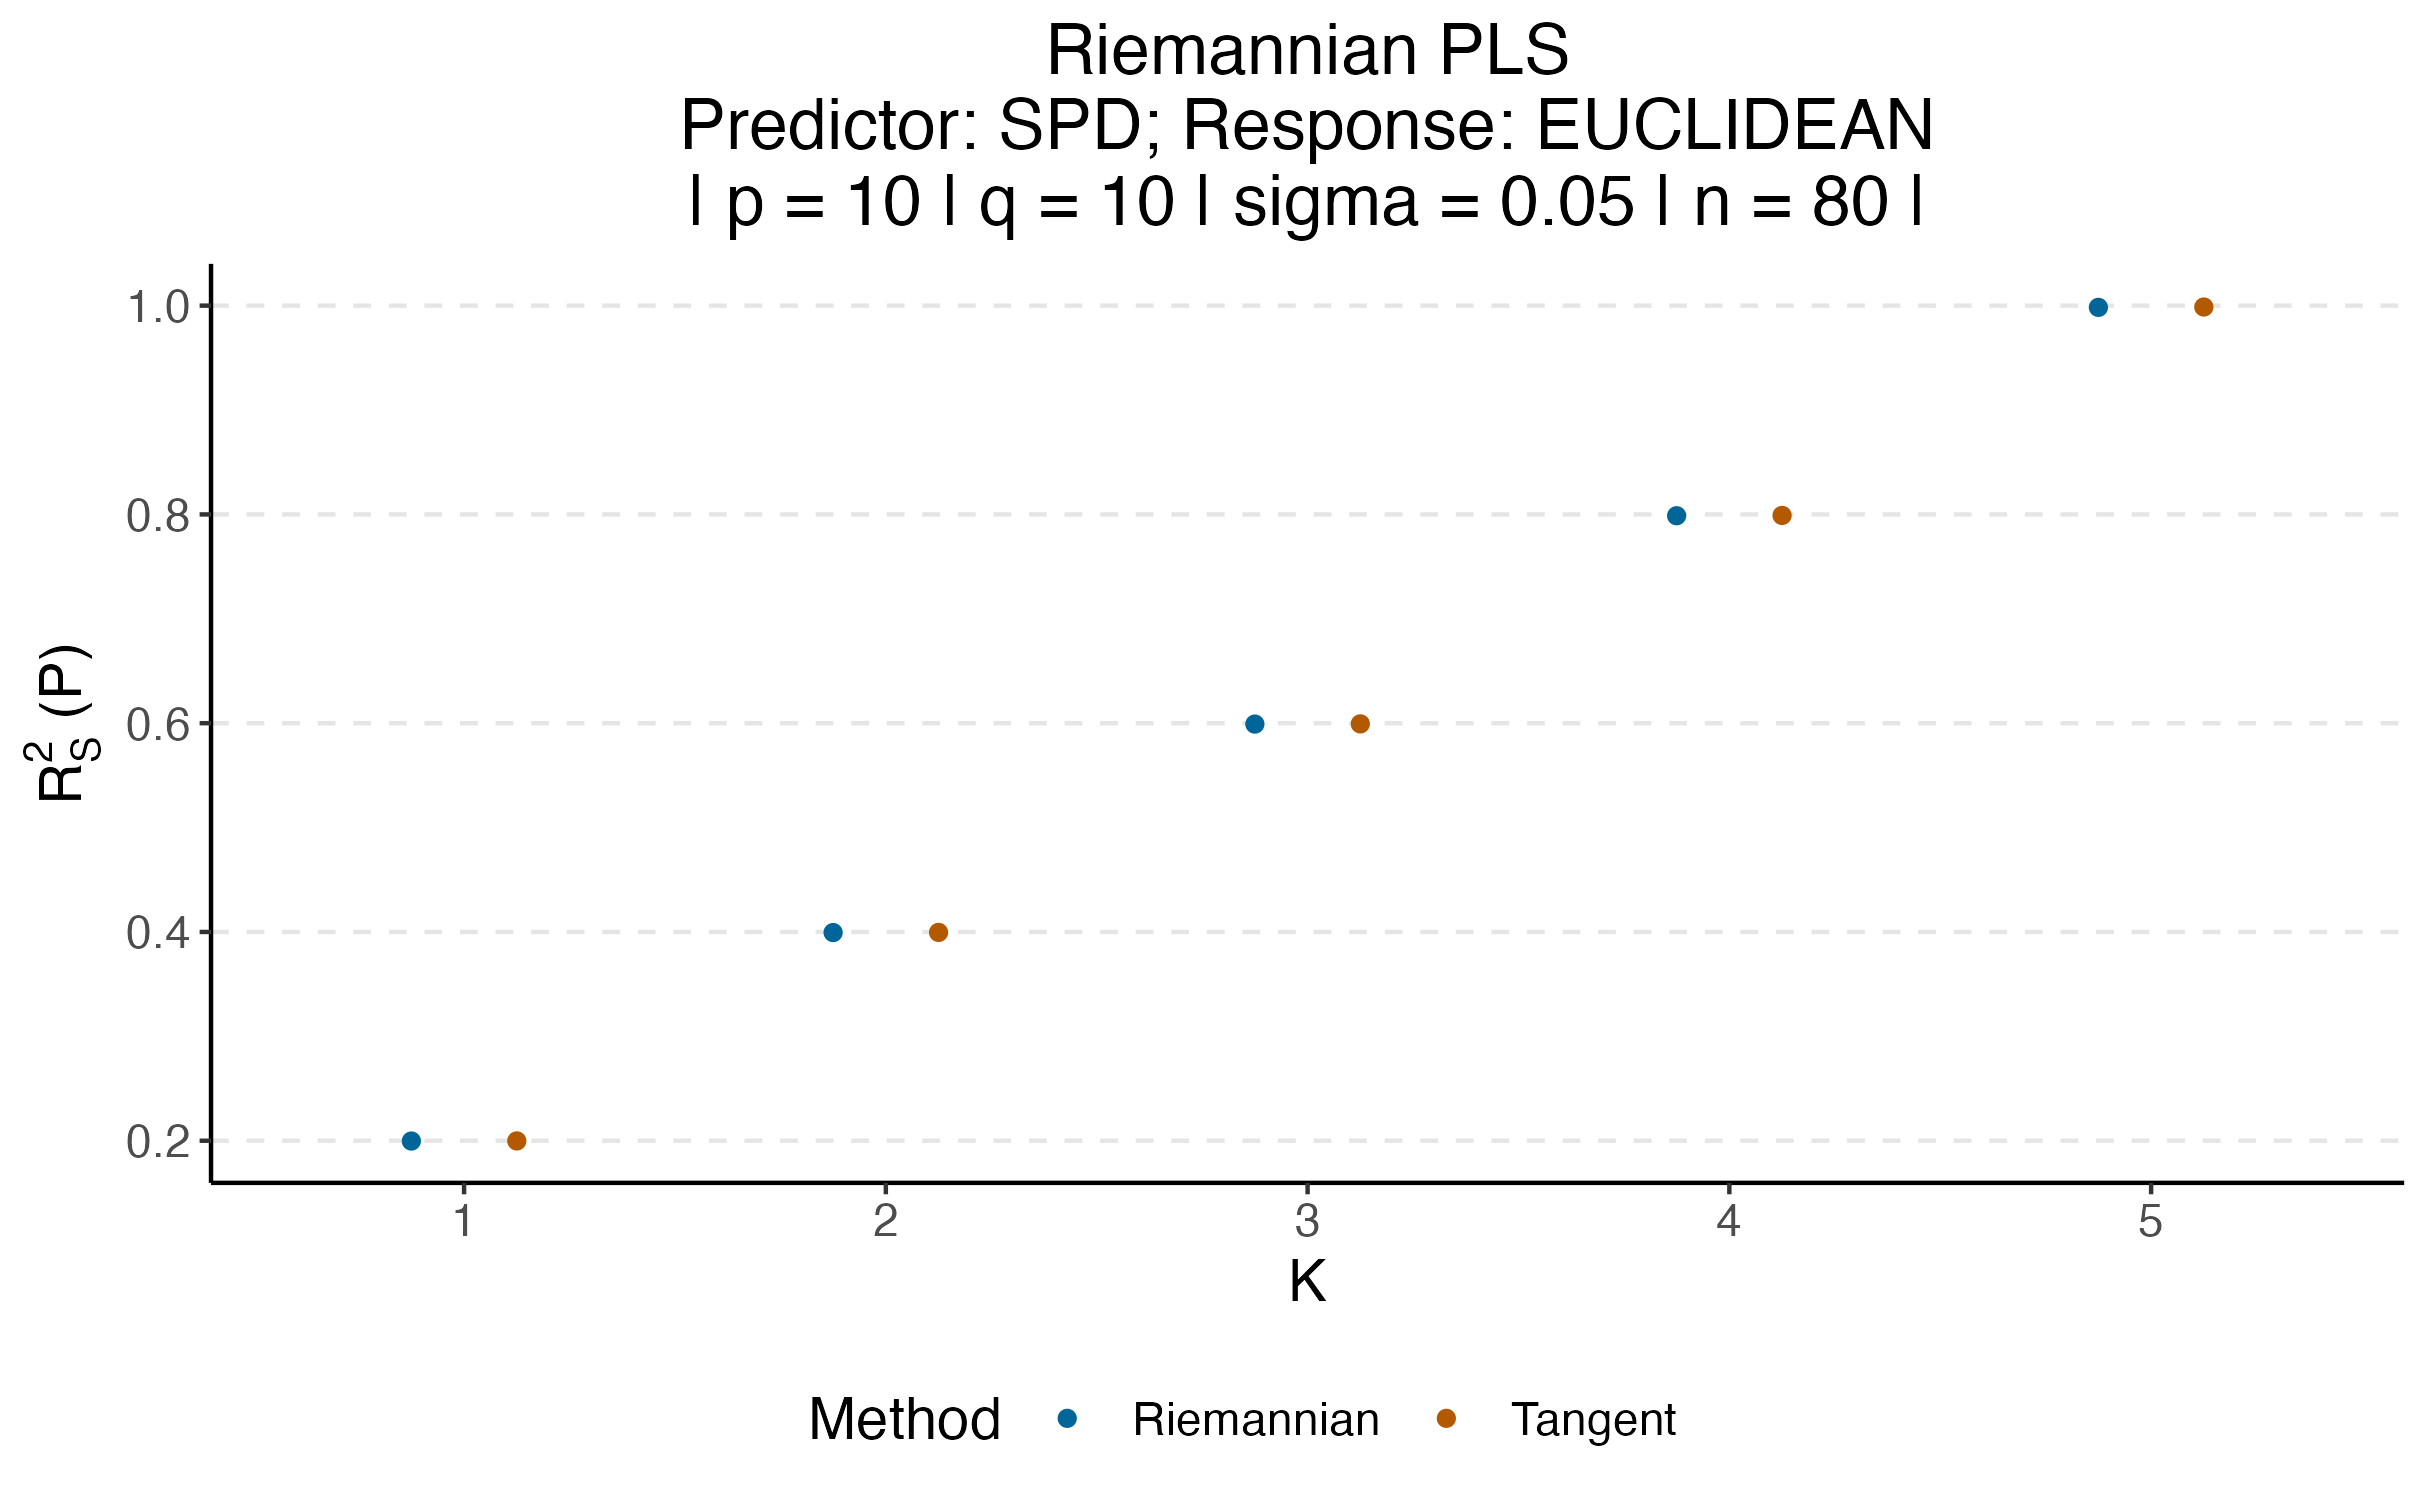 Riemannian PLS
Predictor: SPD; Response: EUCLIDEAN
| p = 10 | q = 10 | sigma = 0.05 | n = 80 |
R²_S (P)
1.0
0.8
0.6
0.4
0.2
1 2 3 4 5
K
Method Riemannian Tangent